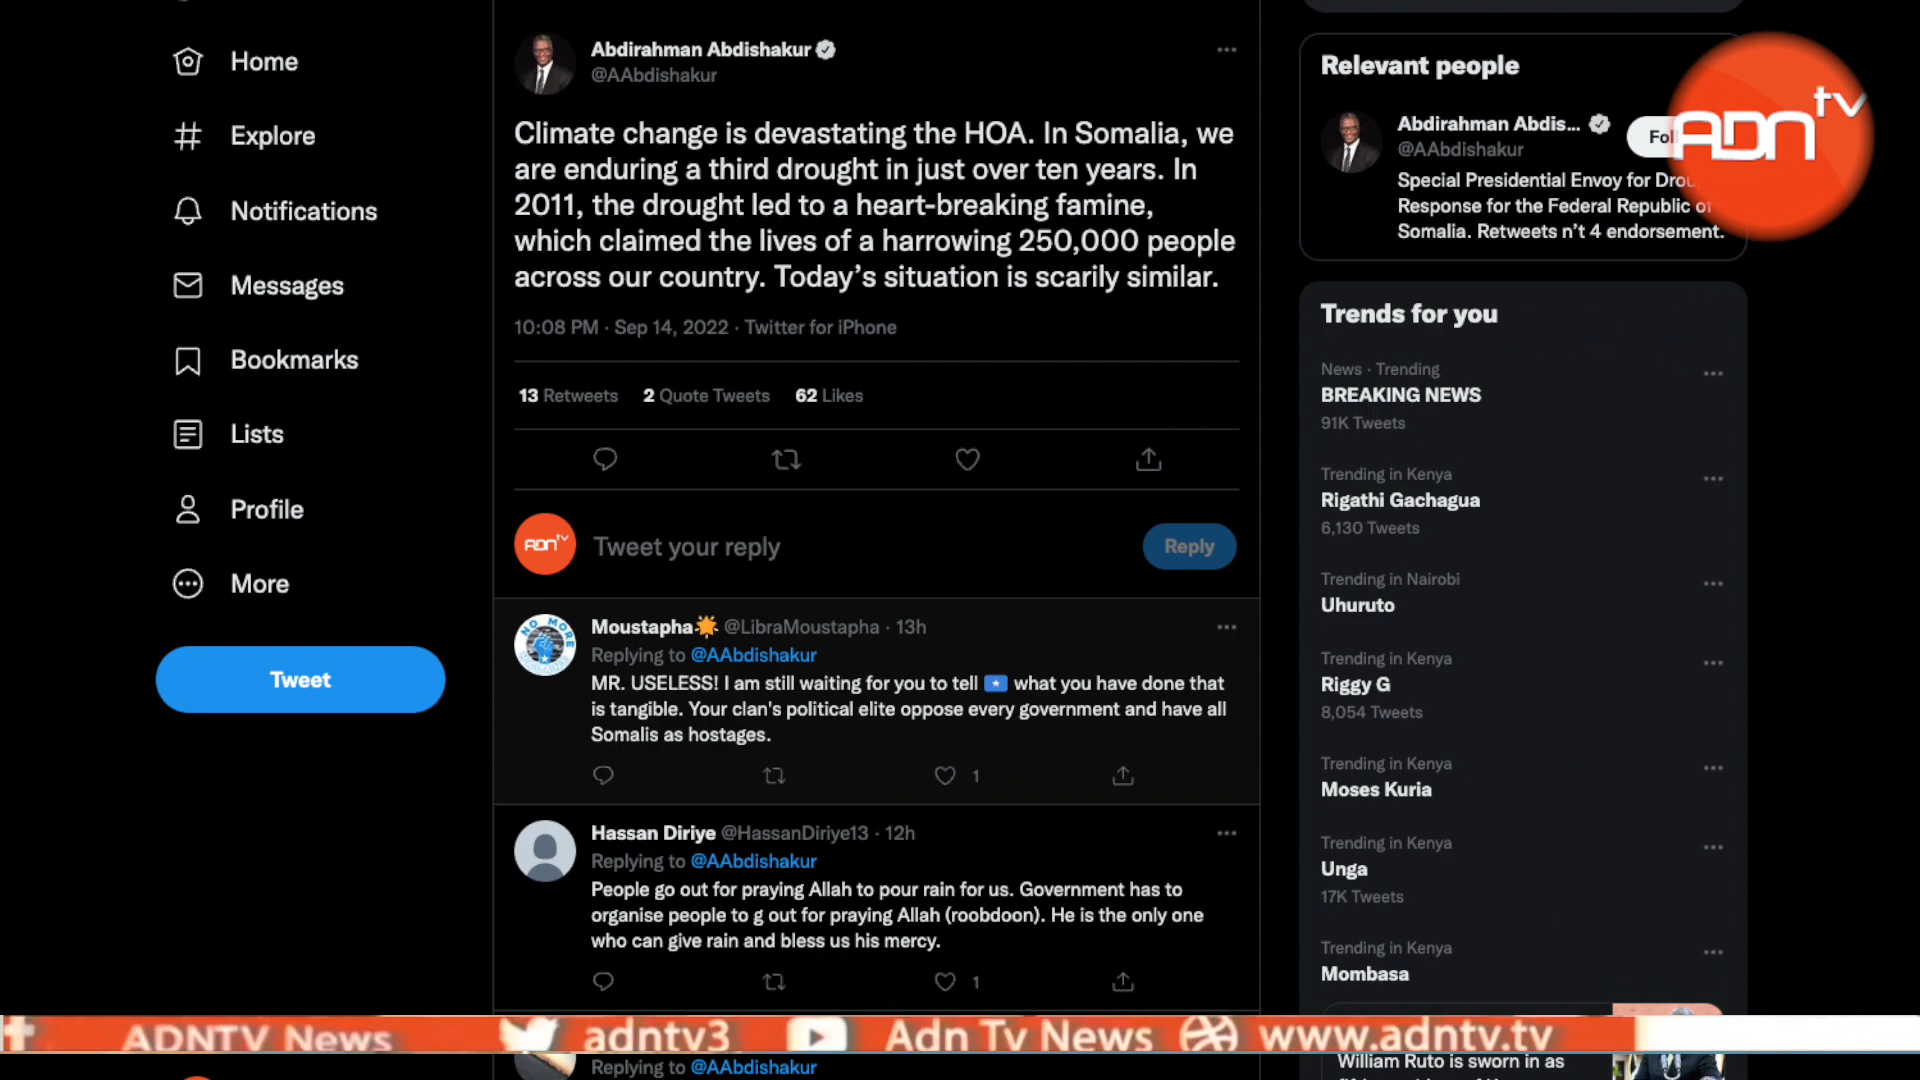 Home
Explore
Notifications
Messages
Bookmarks
Lists
Profile
More
Tweet
Abdirahman Abdishakur
@AAbdishakur
Climate change is devastating the HOA. In Somalia, we
are enduring a third drought in just over ten years. In
2011, the drought led to a heart-breaking famine,
which claimed the lives of a harrowing 250,000 people
across our country. Today's situation is scarily similar.
10:08 PM · Sep 14, 2022 · Twitter for iPhone
13 Retweets 2 Quote Tweets 62 Likes
ADN tv
Tweet your reply
Reply
NO MORE
Moustapha @LibraMoustapha · 13h
Replying to @AAbdishakur
MR. USELESS! I am still waiting for you to tell what you have done that
is tangible. Your clan's political elite oppose every government and have all
Somalis as hostages.
1
Hassan Diriye @HassanDiriye13 · 12h
Replying to @AAbdishakur
People go out for praying Allah to pour rain for us. Government has to
organise people to g out for praying Allah (roobdoon). He is the only one
who can give rain and bless us his mercy.
1
Replying to @AAbdishakur
Relevant people
Abdirahman Abdis...
@AAbdishakur
Fol
ADN tv
Special Presidential Envoy for Drou
Response for the Federal Republic of
Somalia. Retweets n't 4 endorsement.
Trends for you
News · Trending
BREAKING NEWS
91K Tweets
Trending in Kenya
Rigathi Gachagua
6,130 Tweets
Trending in Nairobi
Uhuruto
Trending in Kenya
Riggy G
8,054 Tweets
Trending in Kenya
Moses Kuria
Trending in Kenya
Unga
17K Tweets
Trending in Kenya
Mombasa
William Ruto is sworn in as
ADNTV News adntv3 Adn Tv News www.adntv.tv